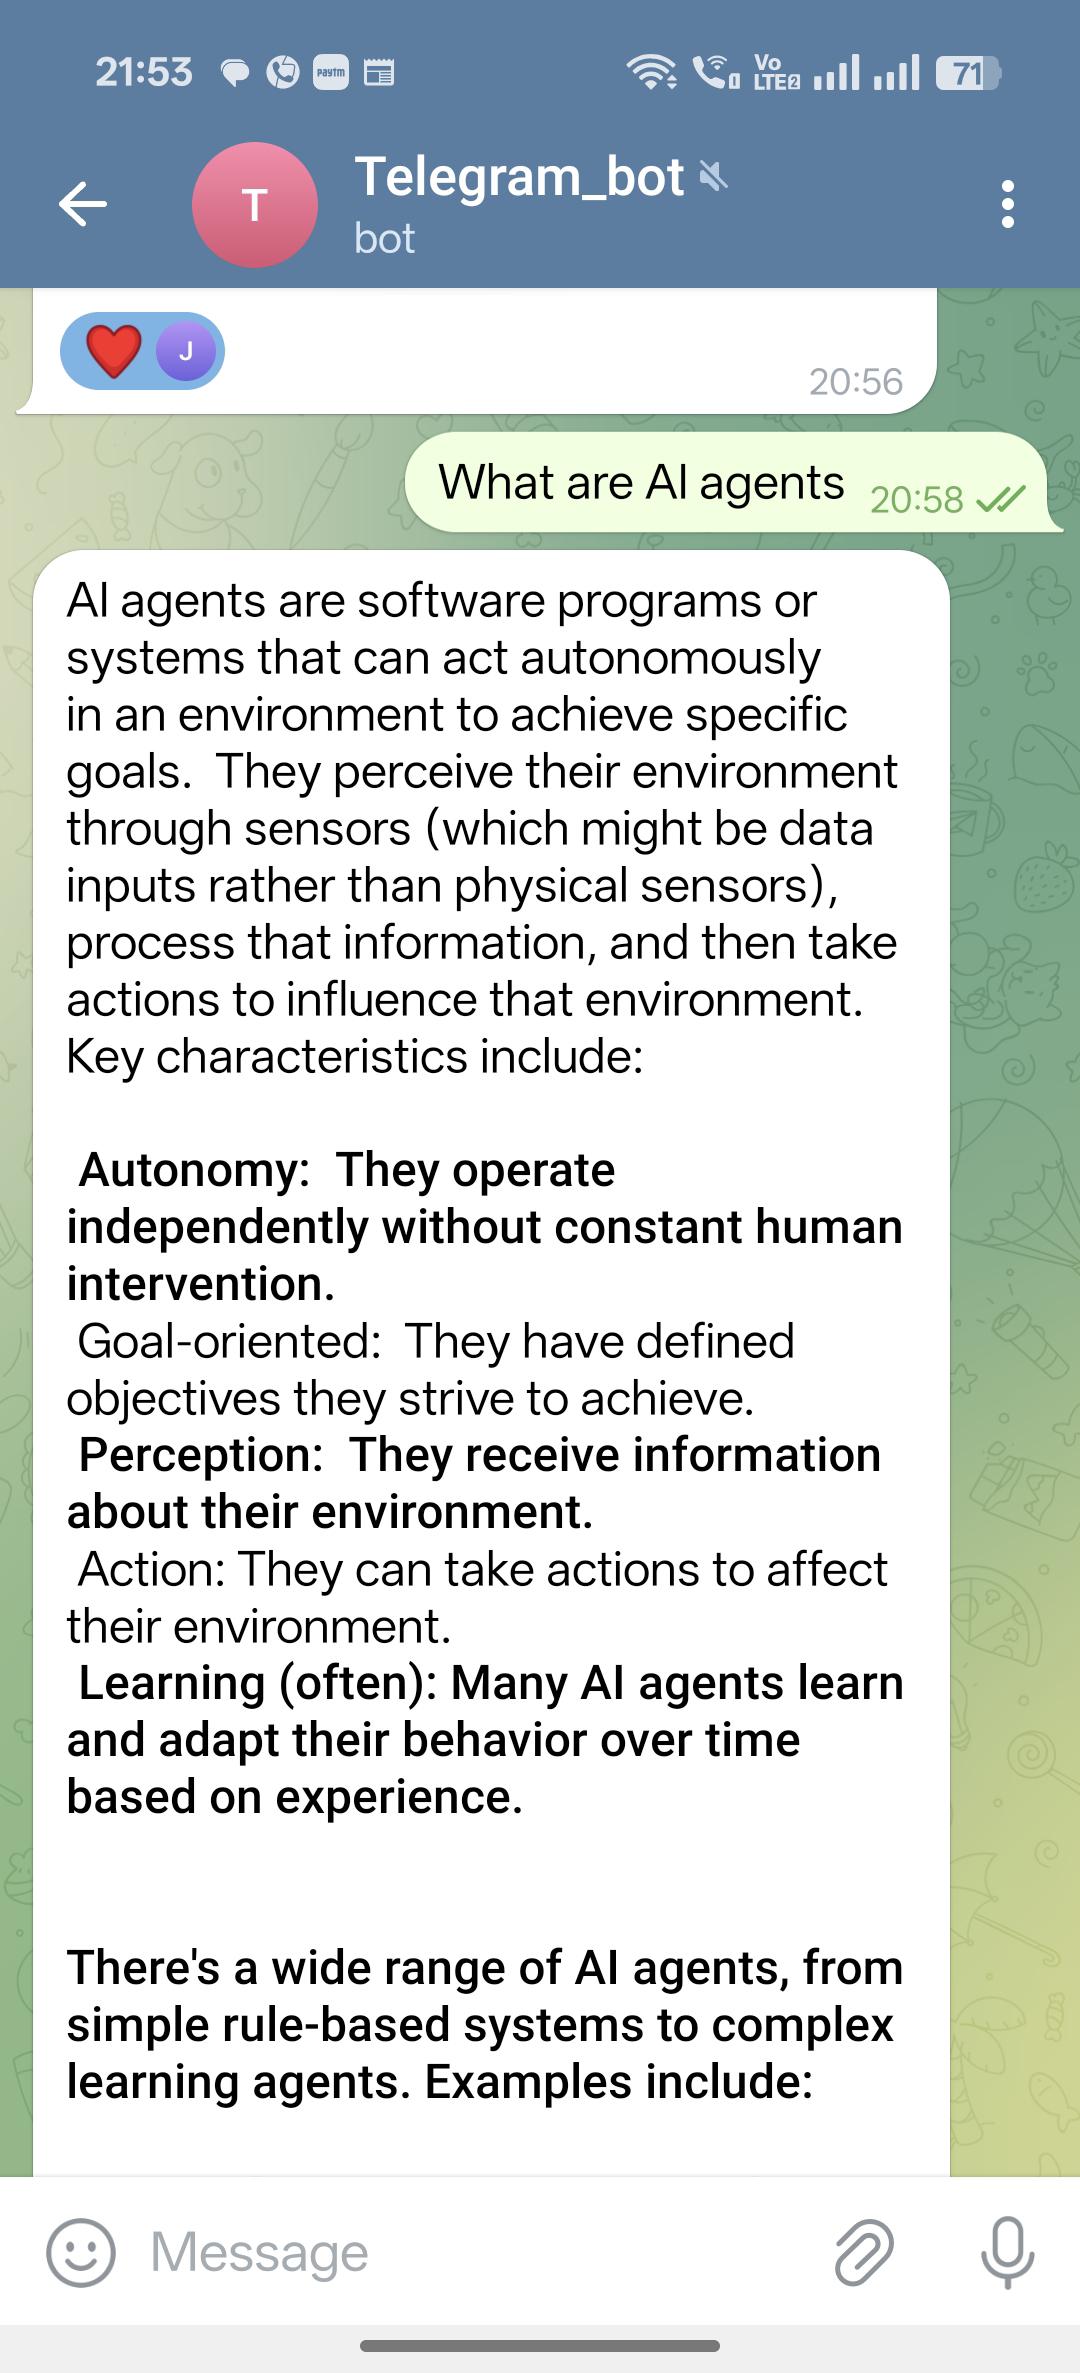 21:53 paytm Vo LTE2 71
T Telegram_bot
bot
J
20:56
What are AI agents 20:58
AI agents are software programs or
systems that can act autonomously
in an environment to achieve specific
goals.  They perceive their environment
through sensors (which might be data
inputs rather than physical sensors),
process that information, and then take
actions to influence that environment.
Key characteristics include:
Autonomy:  They operate
independently without constant human
intervention.
Goal-oriented:  They have defined
objectives they strive to achieve.
Perception:  They receive information
about their environment.
Action: They can take actions to affect
their environment.
Learning (often): Many AI agents learn
and adapt their behavior over time
based on experience.
There's a wide range of AI agents, from
simple rule-based systems to complex
learning agents. Examples include:
Message